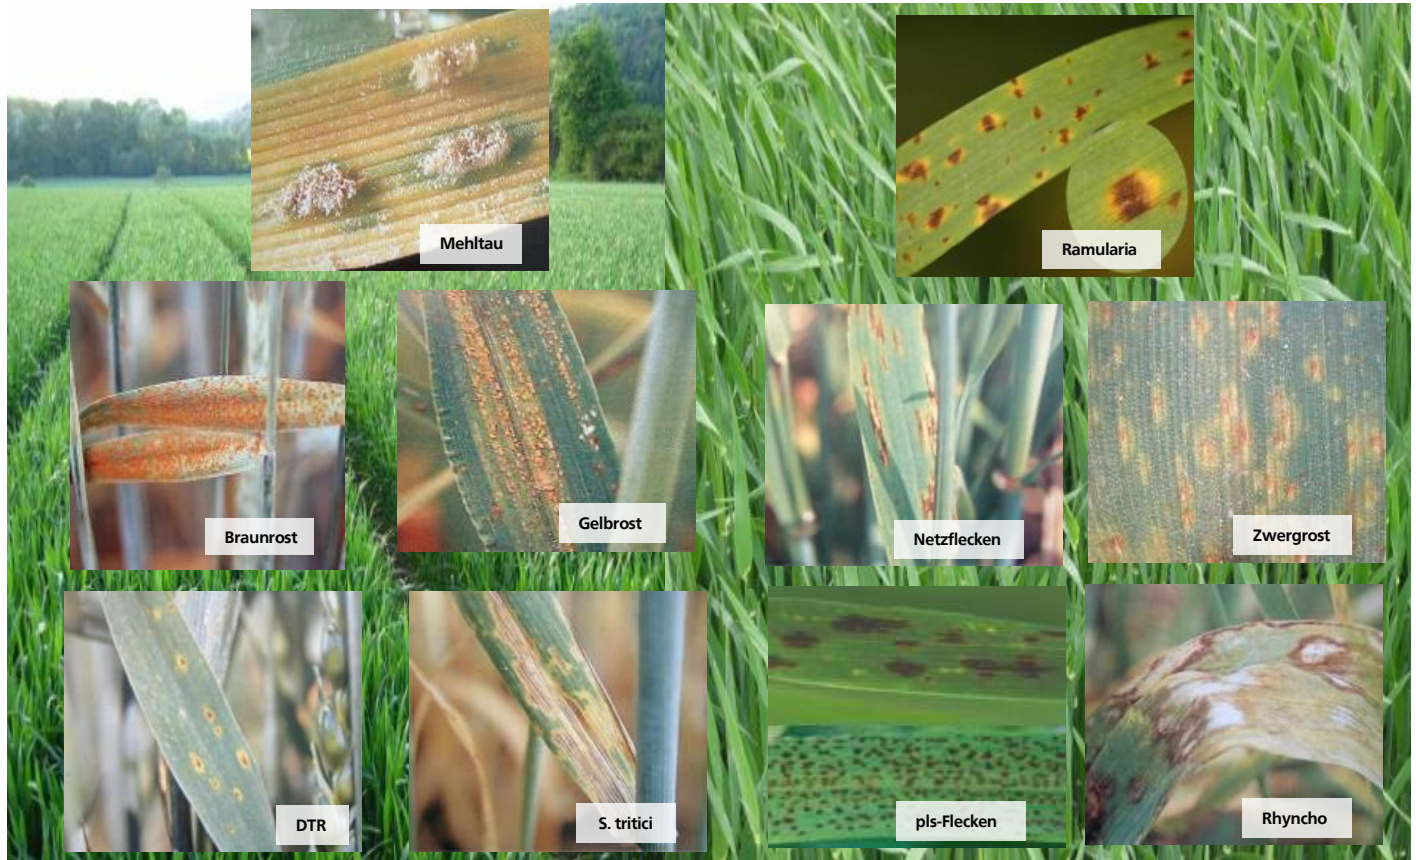 Mehltau
Ramularia
Braunrost
Gelbrost
Netzflecken
Zwergrost
DTR
S. tritici
pls-Flecken
Rhyncho